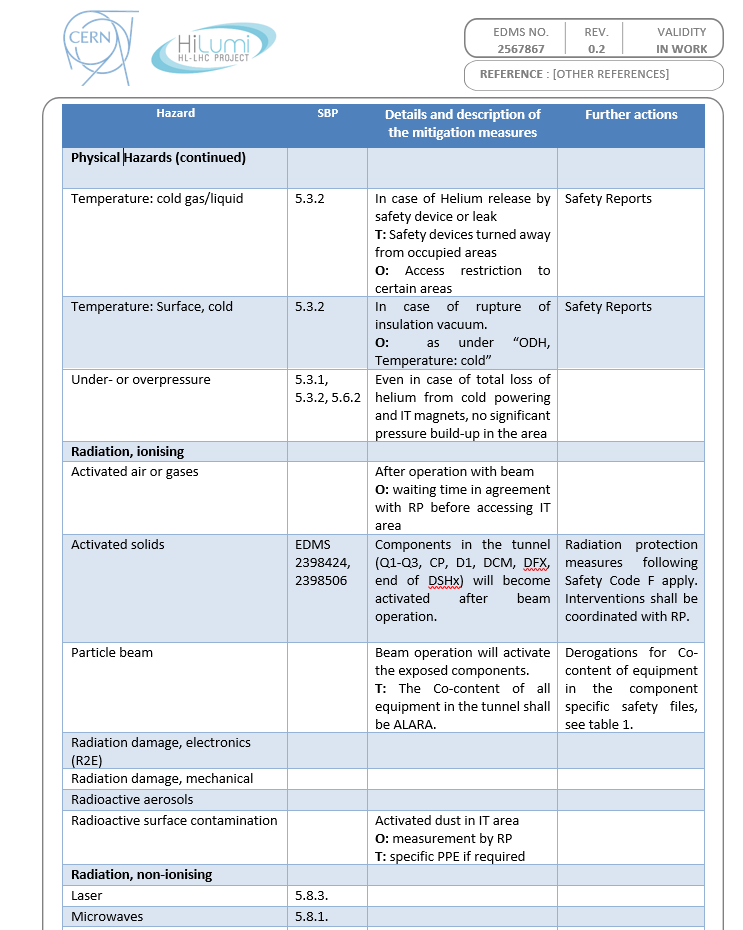 CERN
HiLumi
HL-LHC PROJECT
EDMS NO.
REV.
VALIDITY
2567867
0.2
IN WORK
REFERENCE : [OTHER REFERENCES]
Hazard
SBP
Details and description of
the mitigation measures
Further actions
Physical Hazards (continued)
Temperature: cold gas/liquid
5.3.2
In case of Helium release by
safety device or leak
T: Safety devices turned away
from occupied areas
O: Access restriction to
certain areas
Safety Reports
Temperature: Surface, cold
5.3.2
In case of rupture of
insulation vacuum.
O: as under “ODH,
Temperature: cold”
Safety Reports
Under- or overpressure
5.3.1,
5.3.2, 5.6.2
Even in case of total loss of
helium from cold powering
and IT magnets, no significant
pressure build-up in the area
Radiation, ionising
Activated air or gases
After operation with beam
O: waiting time in agreement
with RP before accessing IT
area
Activated solids
EDMS
2398424,
2398506
Components in the tunnel
(Q1-Q3, CP, D1, DCM, DFX,
end of DSHx) will become
activated after beam
operation.
Radiation protection
measures following
Safety Code F apply.
Interventions shall be
coordinated with RP.
Particle beam
Beam operation will activate
the exposed components.
T: The Co-content of all
equipment in the tunnel shall
be ALARA.
Derogations for Co-
content of equipment
in the component
specific safety files,
see table 1.
Radiation damage, electronics
(R2E)
Radiation damage, mechanical
Radioactive aerosols
Radioactive surface contamination
Activated dust in IT area
O: measurement by RP
T: specific PPE if required
Radiation, non-ionising
Laser
5.8.3.
Microwaves
5.8.1.